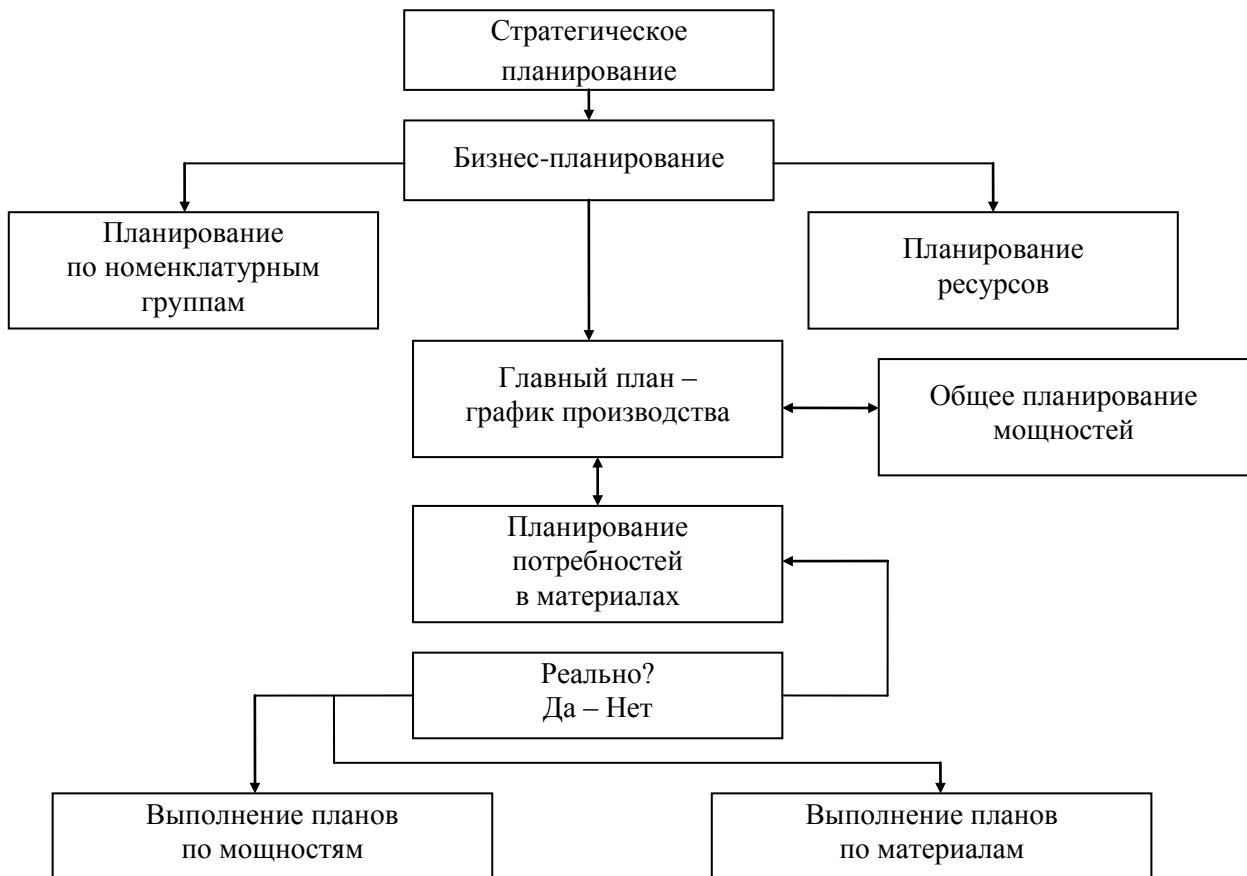 Стратегическое
планирование
Бизнес-планирование
Планирование
по номенклатурным
группам
Планирование
ресурсов
Главный план –
график производства
Общее планирование
мощностей
Планирование
потребностей
в материалах
Реально?
Да – Нет
Выполнение планов
по мощностям
Выполнение планов
по материалам